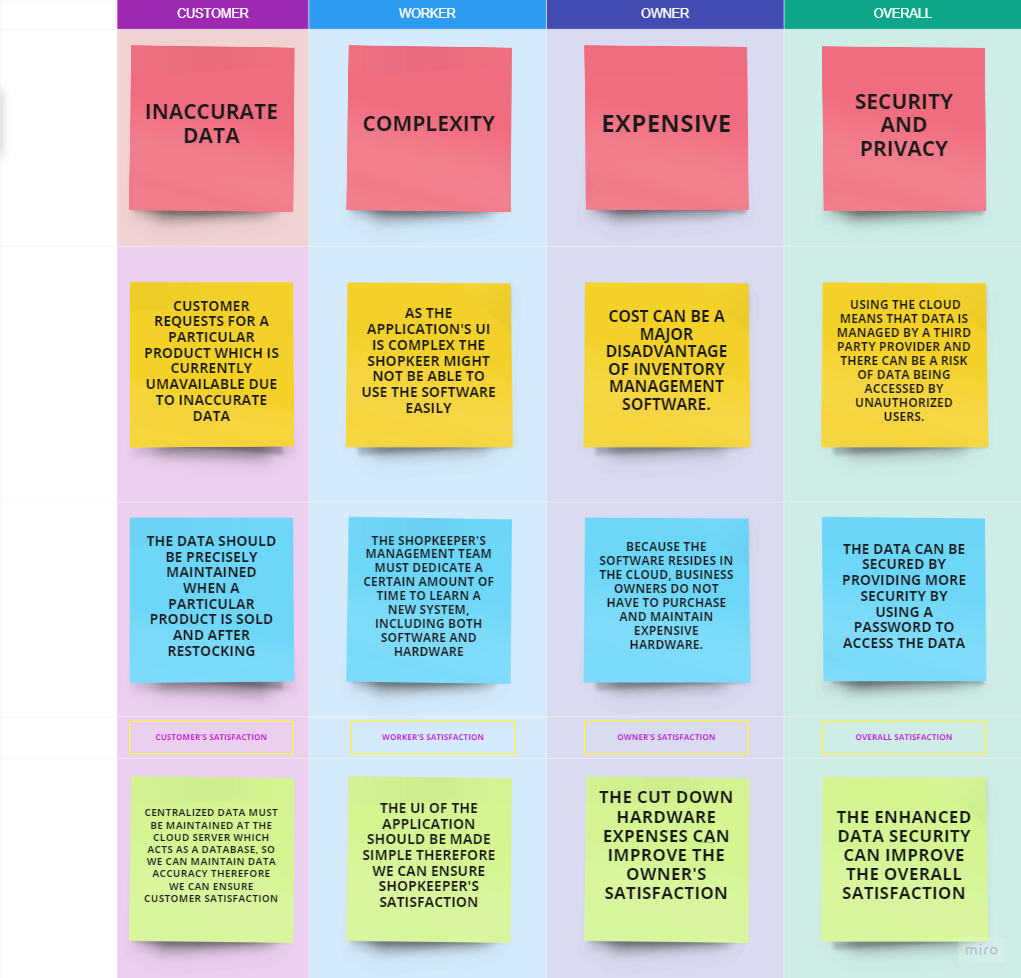 CUSTOMER
WORKER
OWNER
OVERALL
INACCURATE
DATA
COMPLEXITY
EXPENSIVE
SECURITY
AND
PRIVACY
CUSTOMER
REQUESTS FOR A
PARTICULAR
PRODUCT WHICH IS
CURRENTLY
UNAVAILABLE DUE
TO INACCURATE
DATA
AS THE
APPLICATION'S UI
IS COMPLEX THE
SHOPKEER MIGHT
NOT BE ABLE TO
USE THE SOFTWARE
EASILY
COST CAN BE A
MAJOR
DISADVANTAGE
OF INVENTORY
MANAGEMENT
SOFTWARE.
USING THE CLOUD
MEANS THAT DATA IS
MANAGED BY A THIRD
PARTY PROVIDER AND
THERE CAN BE A RISK
OF DATA BEING
ACCESSED BY
UNAUTHORIZED
USERS.
THE DATA SHOULD
BE PRECISELY
MAINTAINED
WHEN A
PARTICULAR
PRODUCT IS SOLD
AND AFTER
RESTOCKING
THE SHOPKEEPER'S
MANAGEMENT TEAM
MUST DEDICATE A
CERTAIN AMOUNT OF
TIME TO LEARN A
NEW SYSTEM,
INCLUDING BOTH
SOFTWARE AND
HARDWARE
BECAUSE THE
SOFTWARE RESIDES IN
THE CLOUD, BUSINESS
OWNERS DO NOT
HAVE TO PURCHASE
AND MAINTAIN
EXPENSIVE
HARDWARE.
THE DATA CAN BE
SECURED BY
PROVIDING MORE
SECURITY BY
USING A
PASSWORD TO
ACCESS THE DATA
CUSTOMER'S SATISFACTION
WORKER'S SATISFACTION
OWNER'S SATISFACTION
OVERALL SATISFACTION
CENTRALIZED DATA MUST
BE MAINTAINED AT THE
CLOUD SERVER WHICH
ACTS AS A DATABASE, SO
WE CAN MAINTAIN DATA
ACCURACY THEREFORE
WE CAN ENSURE
CUSTOMER SATISFACTION
THE UI OF THE
APPLICATION
SHOULD BE MADE
SIMPLE THEREFORE
WE CAN ENSURE
SHOPKEEPER'S
SATISFACTION
THE CUT DOWN
HARDWARE
EXPENSES CAN
IMPROVE THE
OWNER'S
SATISFACTION
THE ENHANCED
DATA SECURITY
CAN IMPROVE
THE OVERALL
SATISFACTION
miro